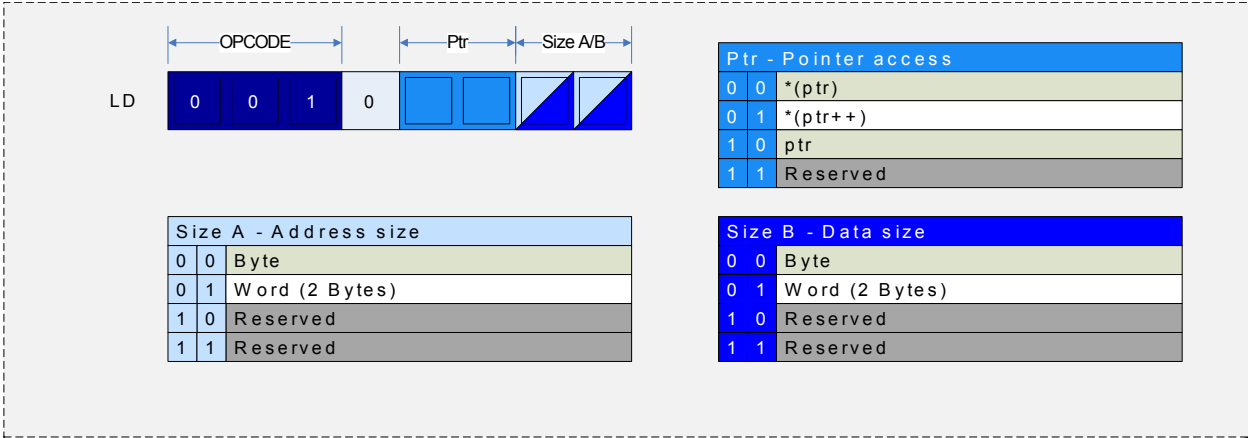 OPCODE Ptr Size A/B
LD 0 0 1 0
Ptr - Pointer access
0 0 *(ptr)
0 1 *(ptr++)
1 0 ptr
1 1 Reserved
Size A - Address size
0 0 Byte
0 1 Word (2 Bytes)
1 0 Reserved
1 1 Reserved
Size B - Data size
0 0 Byte
0 1 Word (2 Bytes)
1 0 Reserved
1 1 Reserved